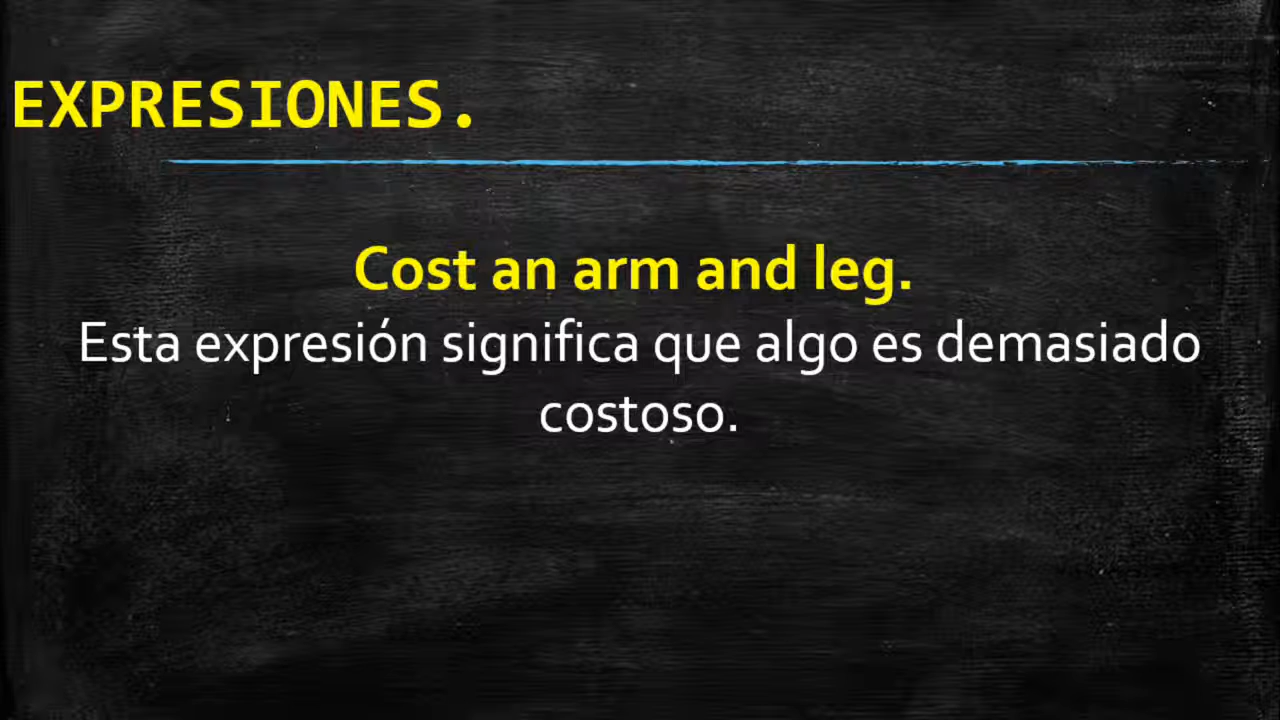 EXPRESIONES.
Cost an arm and leg.
Esta expresión significa que algo es demasiado
costoso.